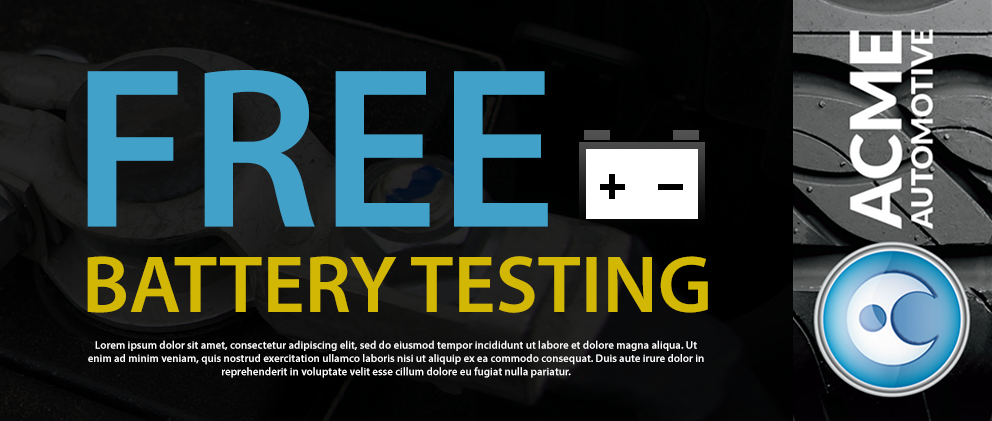 FREE
+ −
BATTERY TESTING
Lorem ipsum dolor sit amet, consectetur adipiscing elit, sed do eiusmod tempor incididunt ut labore et dolore magna aliqua. Ut
enim ad minim veniam, quis nostrud exercitation ullamco laboris nisi ut aliquip ex ea commodo consequat. Duis aute irure dolor in
reprehenderit in voluptate velit esse cillum dolore eu fugiat nulla pariatur.
ACME
AUTOMOTIVE